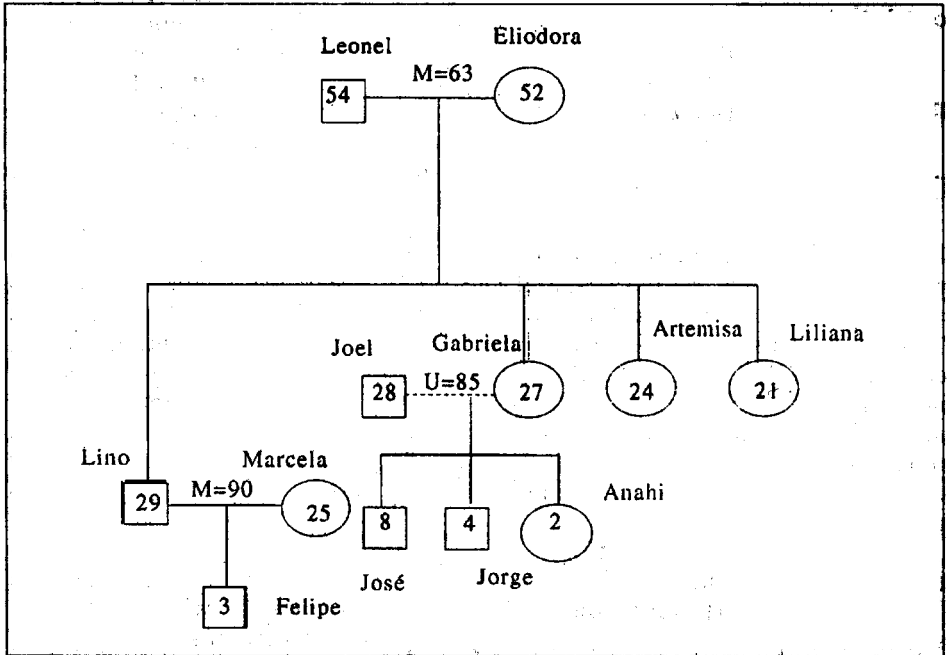 Leonel
Eliodora
M=63
54
52
Joel
Gabriela
Artemisa
Liliana
28
U=85
27
24
21
Lino
Marcela
Anahi
29
M=90
25
8
4
2
José
Jorge
3
Felipe